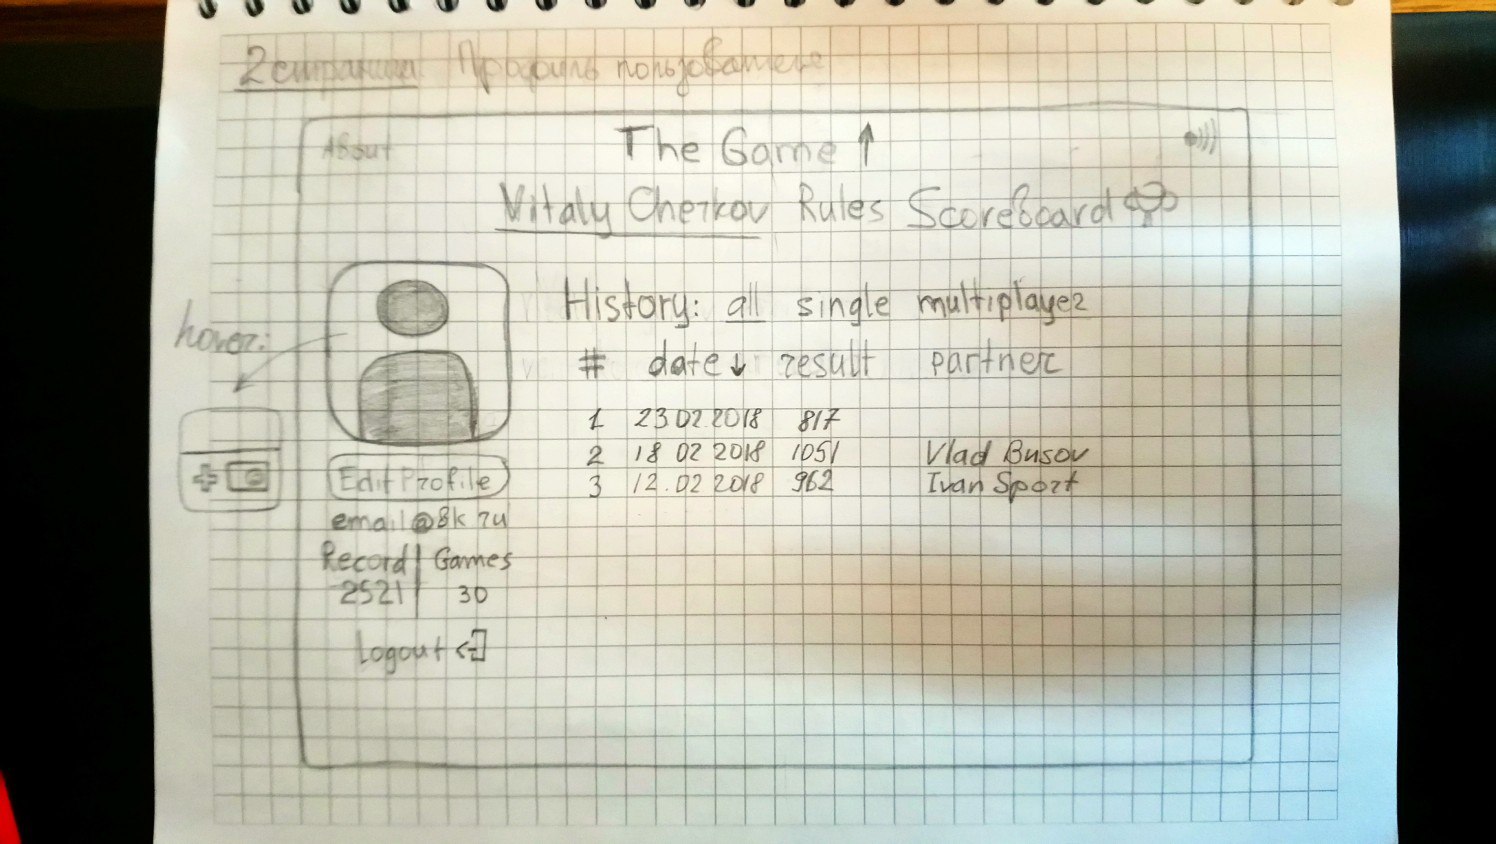 2 страница Профиль пользователя
About The Game ↑
Vitaly Cherkov Rules Scoreboard
History: all single multiplayer
hover:
# date↓ result partner
1 23.02.2018 817
2 18 02 2018 1051 Vlad Busov
3 12.02 2018 962 Ivan Sport
Edit Profile
email@8k ru
Record Games
2521 30
Logout